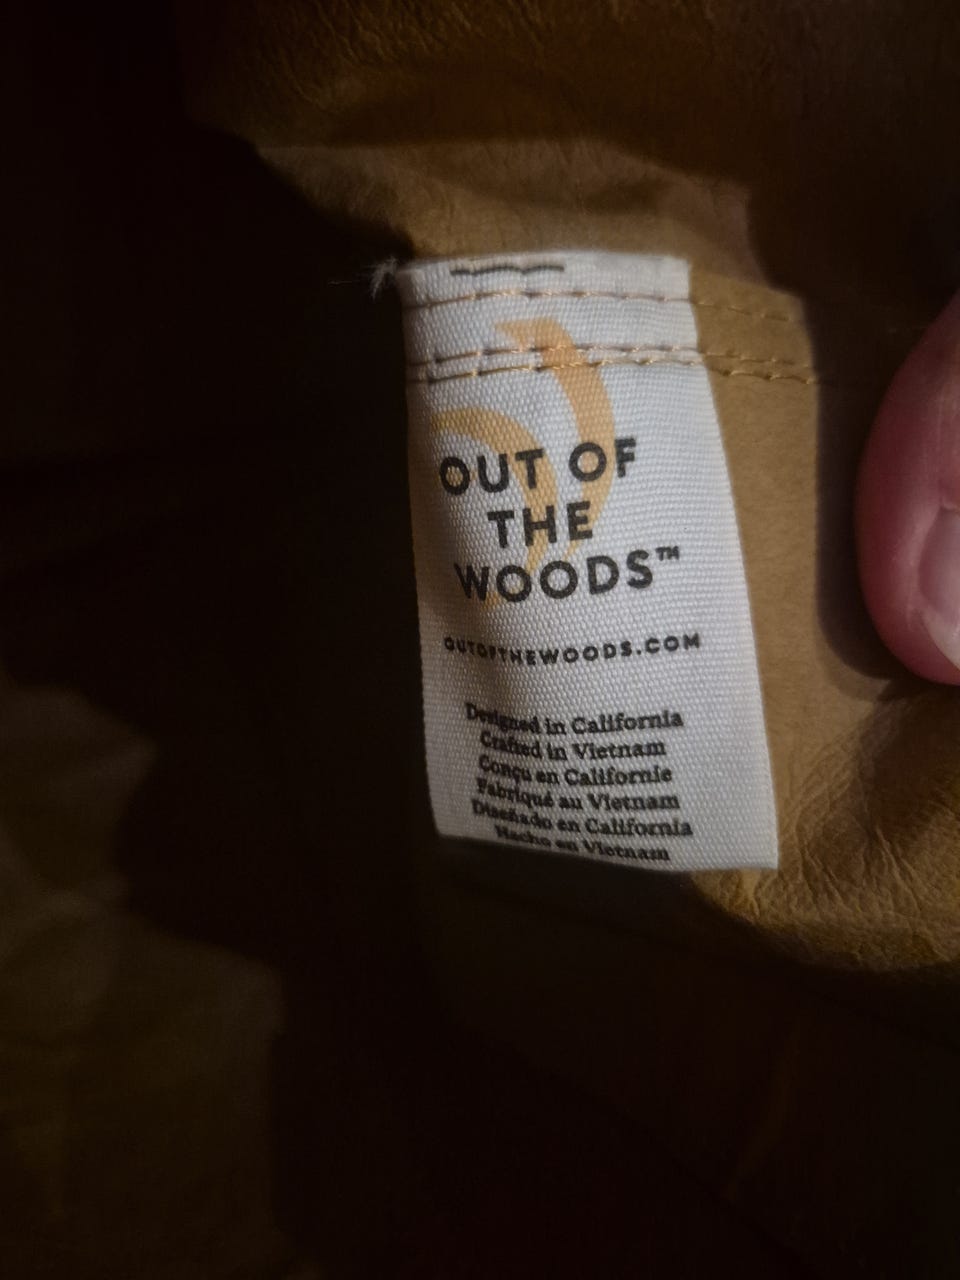 OUT OF
THE
WOODS™
OUTOFTHEWOODS.COM
Designed in California
Crafted in Vietnam
Conçu en Californie
Fabriqué au Vietnam
Diseñado en California
Hecho en Vietnam